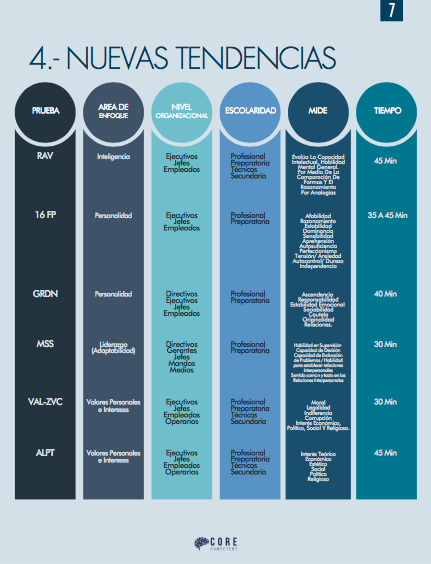 7
4.- NUEVAS TENDENCIAS
PRUEBA
AREA DE
ENFOQUE
NIVEL
ORGANIZACIONAL
ESCOLARIDAD
MIDE
TIEMPO
RAV
Inteligencia
Ejecutivos
Jefes
Empleados
Profesional
Preparatoria
Técnicos
Secundaria
Evalúa La Capacidad
Intelectual, Habilidad
Mental General.
Por Medio De La
Comparación De
Formas Y El
Razonamiento
Por Analogías
45 Min
16 FP
Personalidad
Ejecutivos
Jefes
Empleados
Profesional
Preparatoria
Afabilidad
Razonamiento
Estabilidad
Dominancia
Sensibilidad
Aprehensión
Autosuficiencia
Perfeccionismo
Tensión/ Ansiedad
Autocontrol/ Dureza
Independencia
35 A 45 Min
GRDN
Personalidad
Directivos
Ejecutivos
Jefes
Empleados
Profesional
Preparatoria
Ascendencia
Responsabilidad
Estabilidad Emocional
Sociabilidad
Cautela
Originalidad
Relaciones.
40 Min
MSS
Liderazgo
(Adaptabilidad)
Directivos
Gerentes
Jefes
Mandos
Medios
Profesional
Preparatoria
Habilidad en Supervisión
Capacidad de Decisión
Capacidad de Evaluación
de Problemas / Habilidad
para establecer relaciones
interpersonales
Sentido común y tacto en las
Relaciones Interpersonales
30 Min
VAL-ZVC
Valores Personales
e Intereses
Ejecutivos
Jefes
Empleados
Operarios
Profesional
Preparatoria
Técnicos
Secundaria
Moral
Legalidad
Indiferencia
Corrupción
Interés Económico,
Político, Social Y Religioso.
30 Min
ALPT
Valores Personales
e Intereses
Ejecutivos
Jefes
Empleados
Operarios
Profesional
Preparatoria
Técnicos
Secundaria
Interés Teórico
Económico
Estético
Social
Político
Religioso
45 Min
CORE
COMPETENT